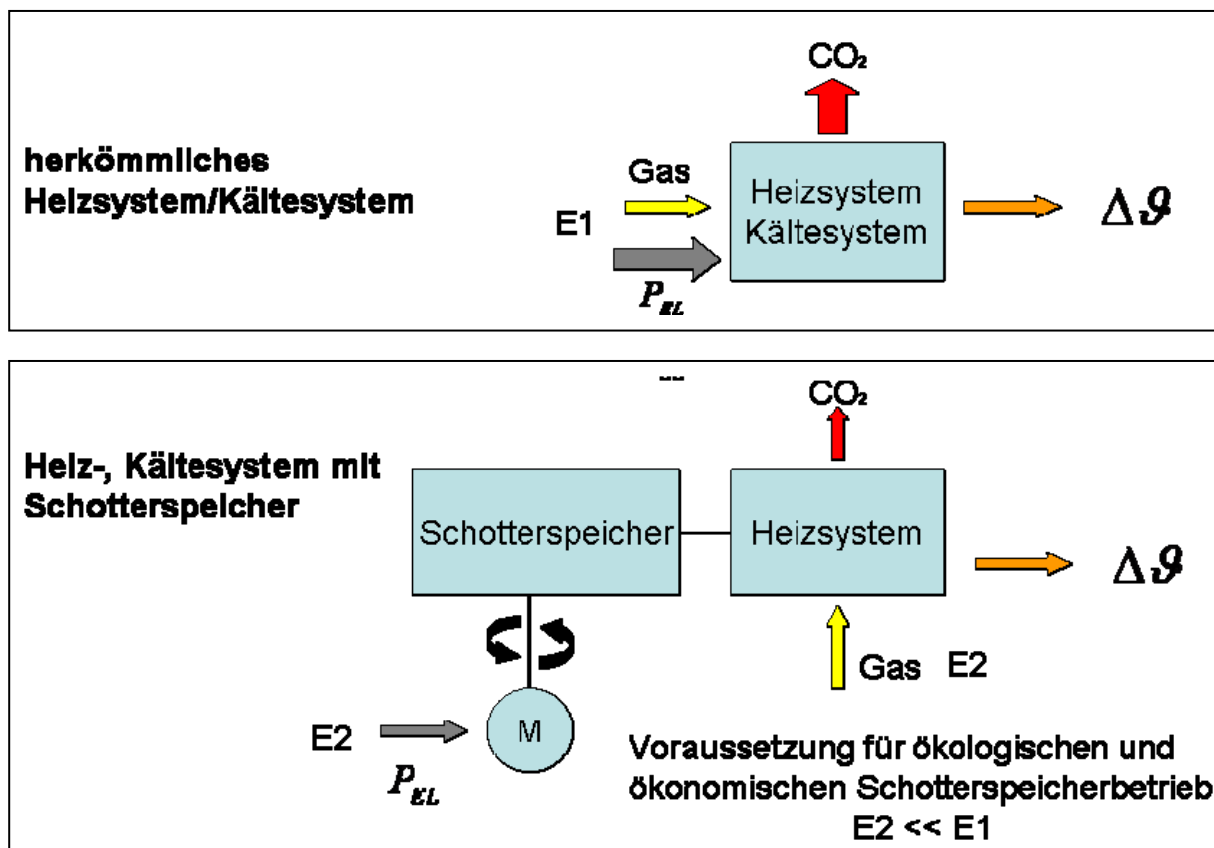 CO₂
herkömmliches
Heizsystem/Kältesystem
Gas
E1
P_EL
Heizsystem
Kältesystem
Δϑ
CO₂
Heiz-, Kältesystem mit
Schotterspeicher
Schotterspeicher
Heizsystem
Δϑ
Gas E2
E2
M
P_EL
Voraussetzung für ökologischen und
ökonomischen Schotterspeicherbetrieb
E2 << E1